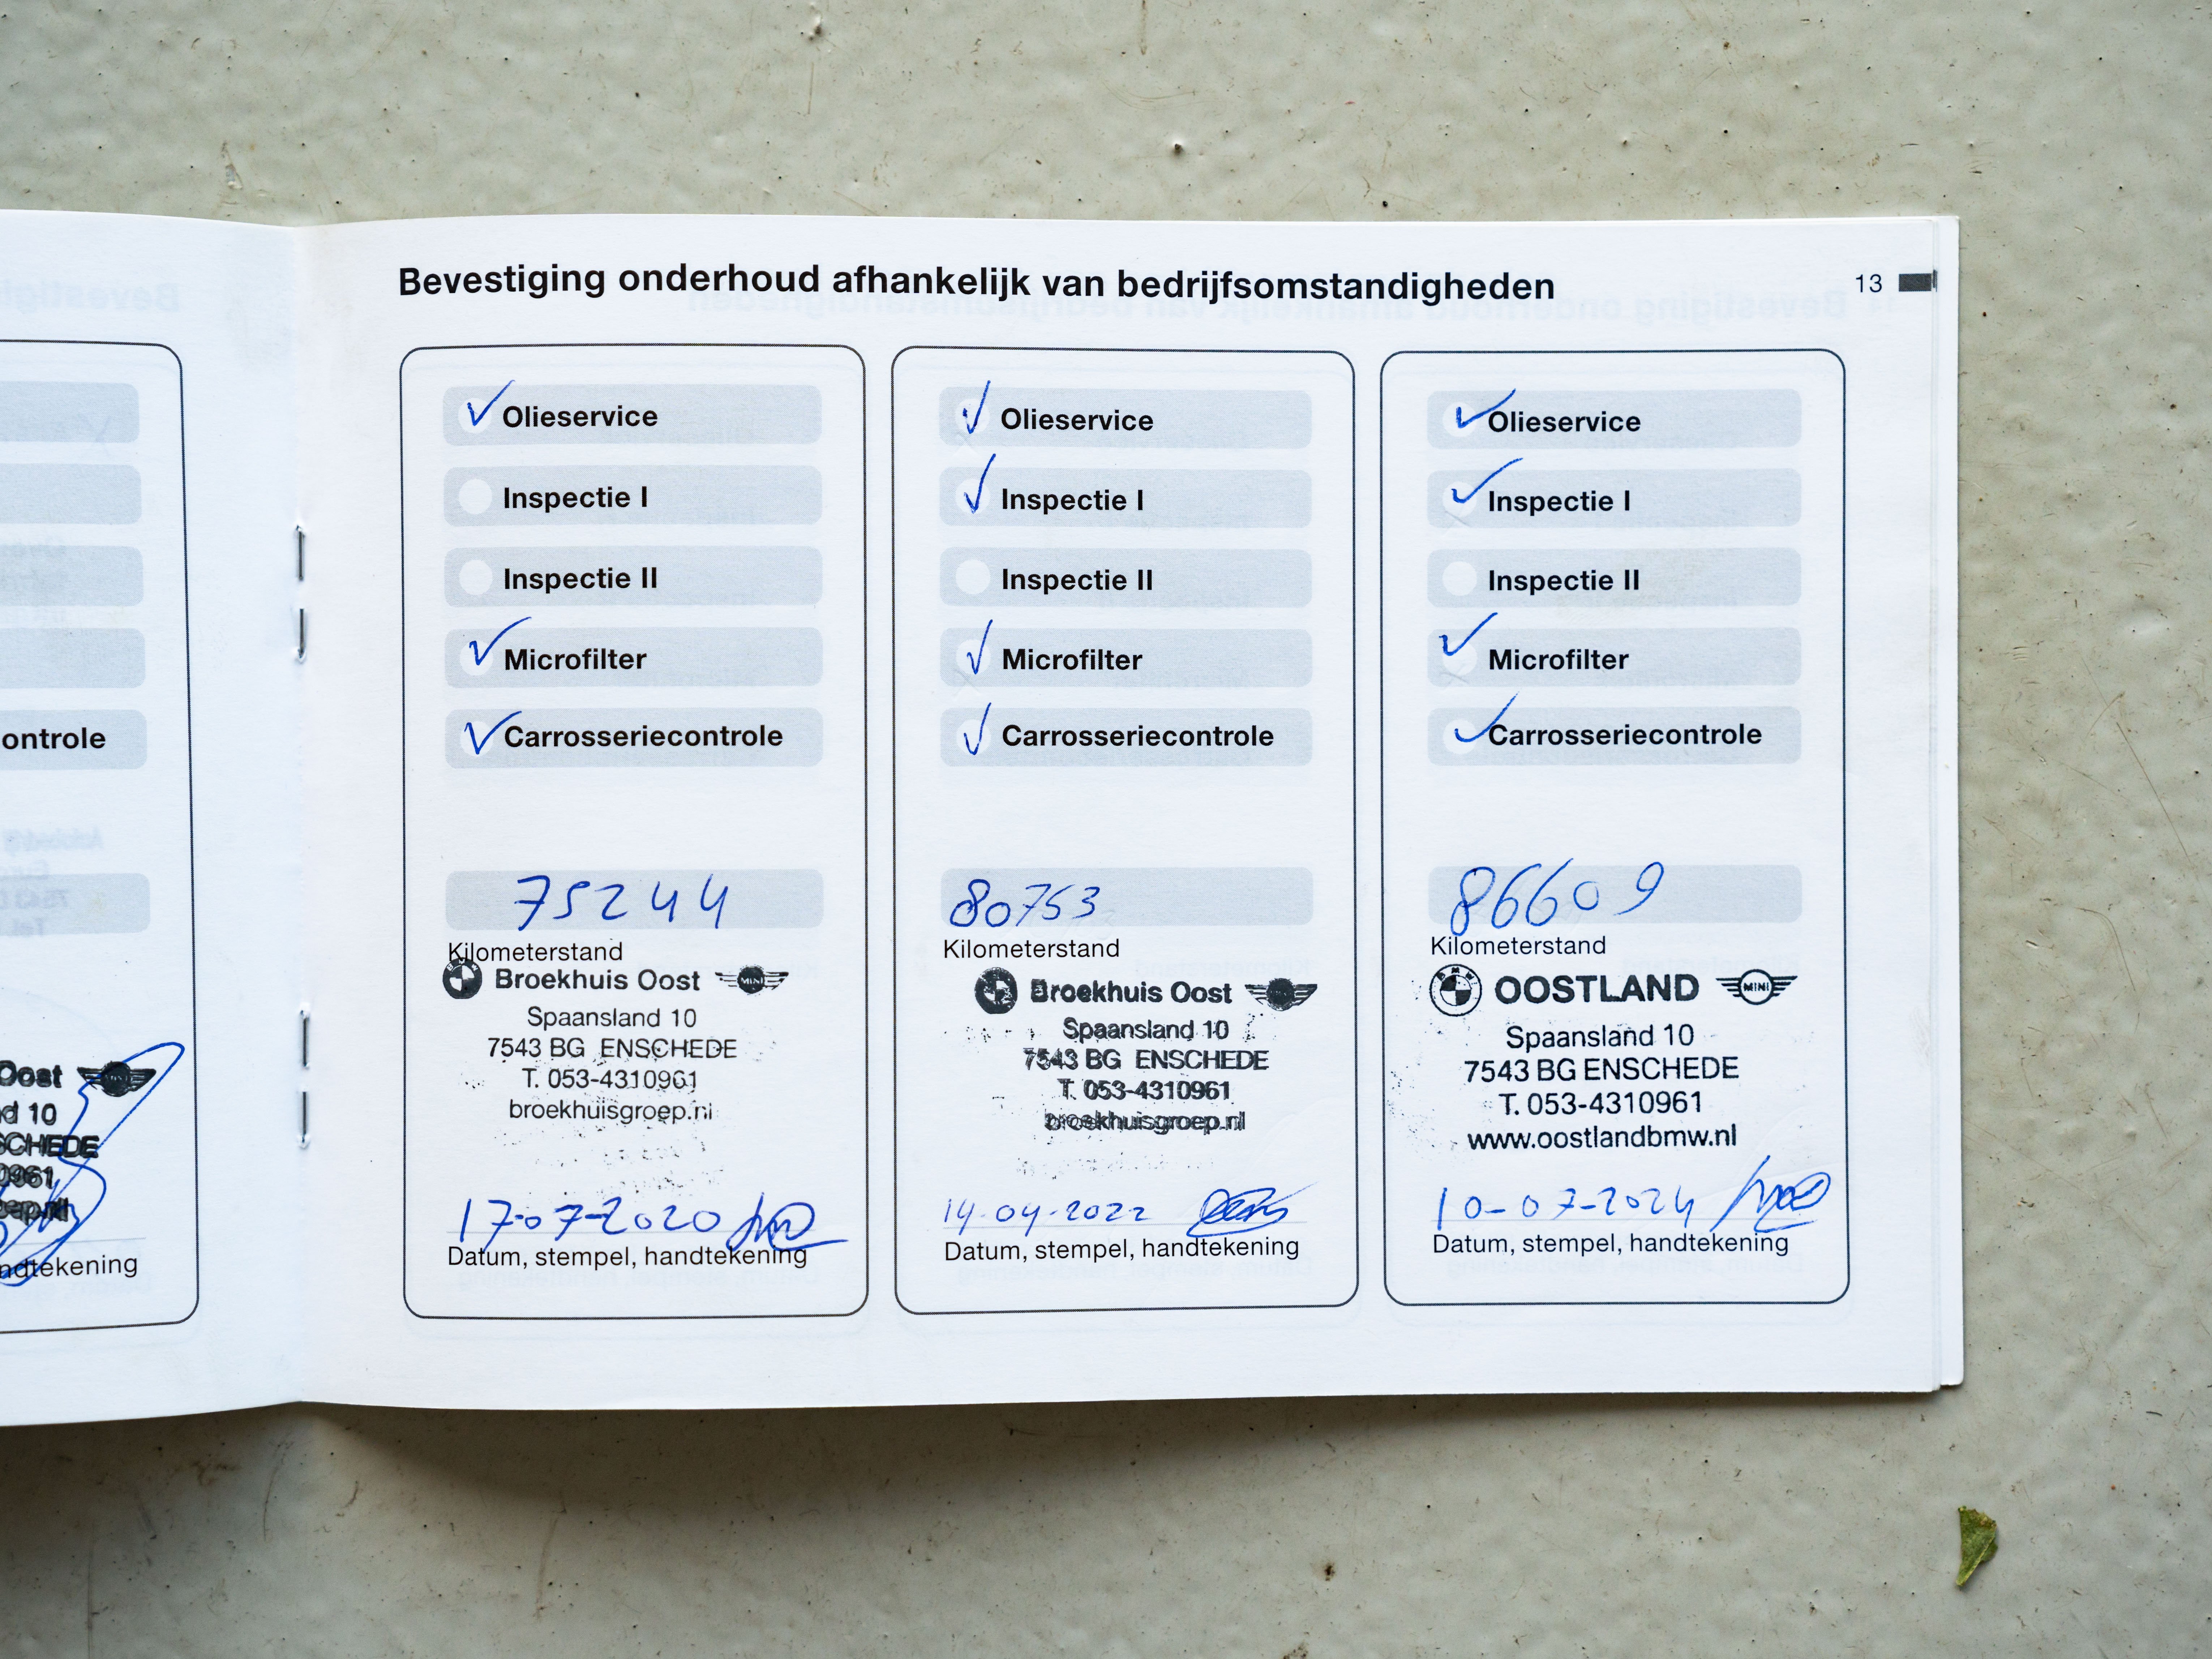 ontrole
Oost
d 10
SCHEDE
0961
ndtekening
Bevestiging onderhoud afhankelijk van bedrijfsomstandigheden
13
Olieservice
Inspectie I
Inspectie II
Microfilter
Carrosseriecontrole
75244
Kilometerstand
Broekhuis Oost MINI
Spaansland 10
7543 BG ENSCHEDE
T. 053-4310961
broekhuisgroep.nl
17-07-2020
Datum, stempel, handtekening
Olieservice
Inspectie I
Inspectie II
Microfilter
Carrosseriecontrole
80753
Kilometerstand
Broekhuis Oost
Spaansland 10
7543 BG ENSCHEDE
T. 053-4310961
broekhuisgroep.nl
14-04-2022
Datum, stempel, handtekening
Olieservice
Inspectie I
Inspectie II
Microfilter
Carrosseriecontrole
86609
Kilometerstand
BMW OOSTLAND MINI
Spaansland 10
7543 BG ENSCHEDE
T. 053-4310961
www.oostlandbmw.nl
10-07-2024
Datum, stempel, handtekening